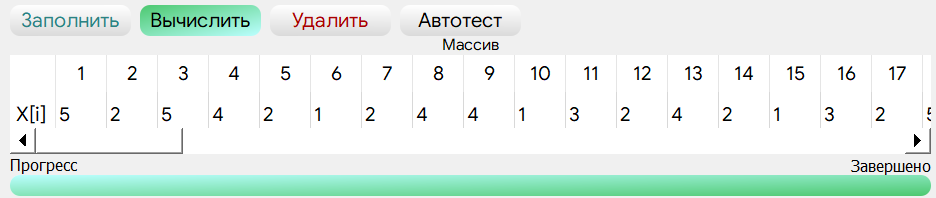 Заполнить Вычислить Удалить Автотест
Массив
1 2 3 4 5 6 7 8 9 10 11 12 13 14 15 16 17
X[i] 5 2 5 4 2 1 2 4 4 1 3 2 4 2 1 3 2
Прогресс Завершено